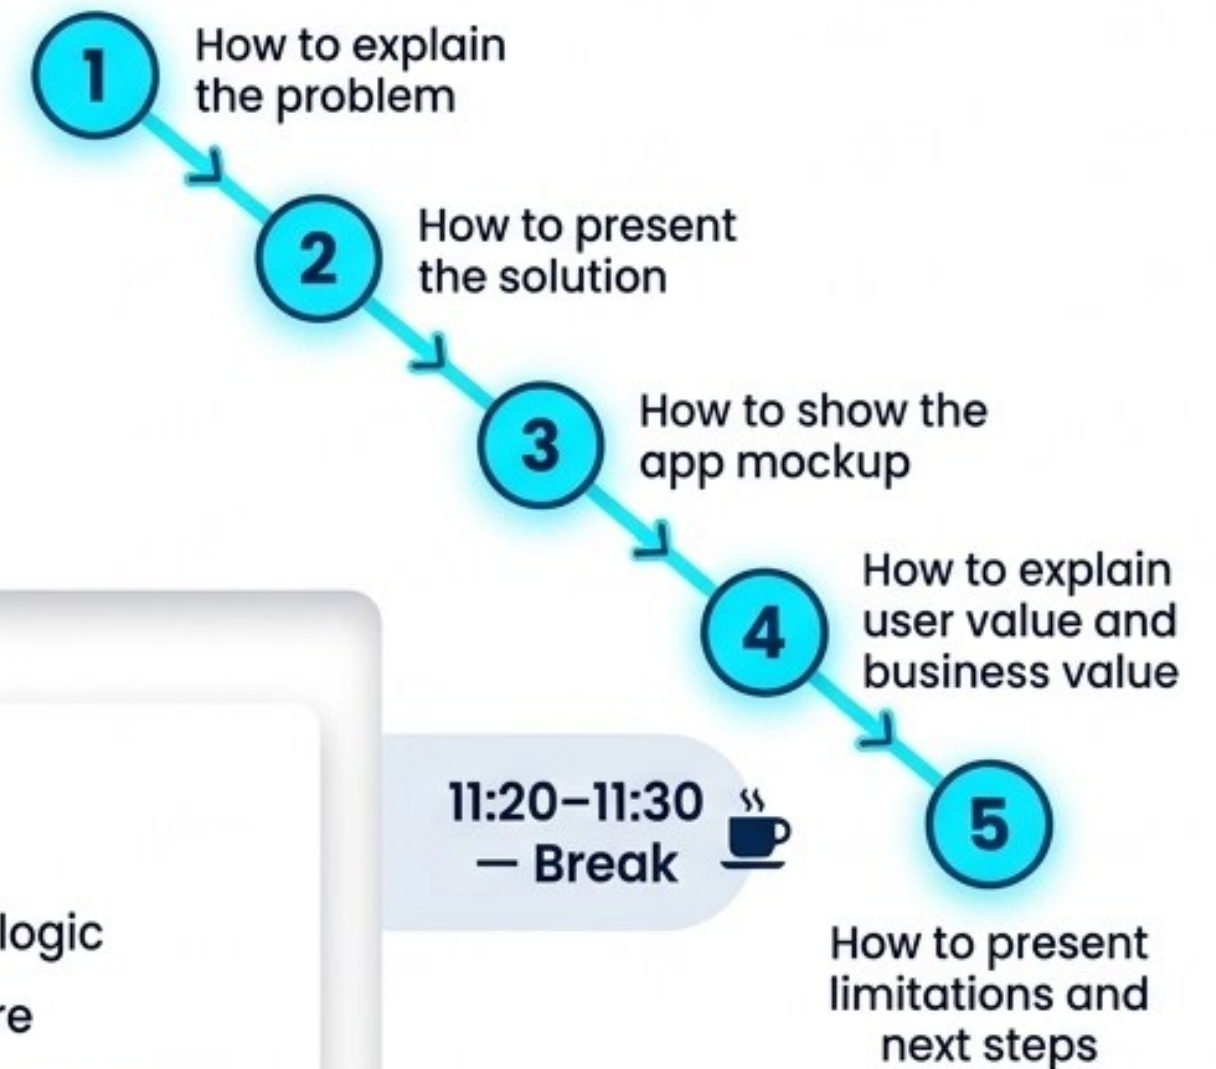 1
How to explain
the problem
2
How to present
the solution
3
How to show the
app mockup
4
How to explain
user value and
business value
11:20–11:30
— Break
5
How to present
limitations and
next steps
logic